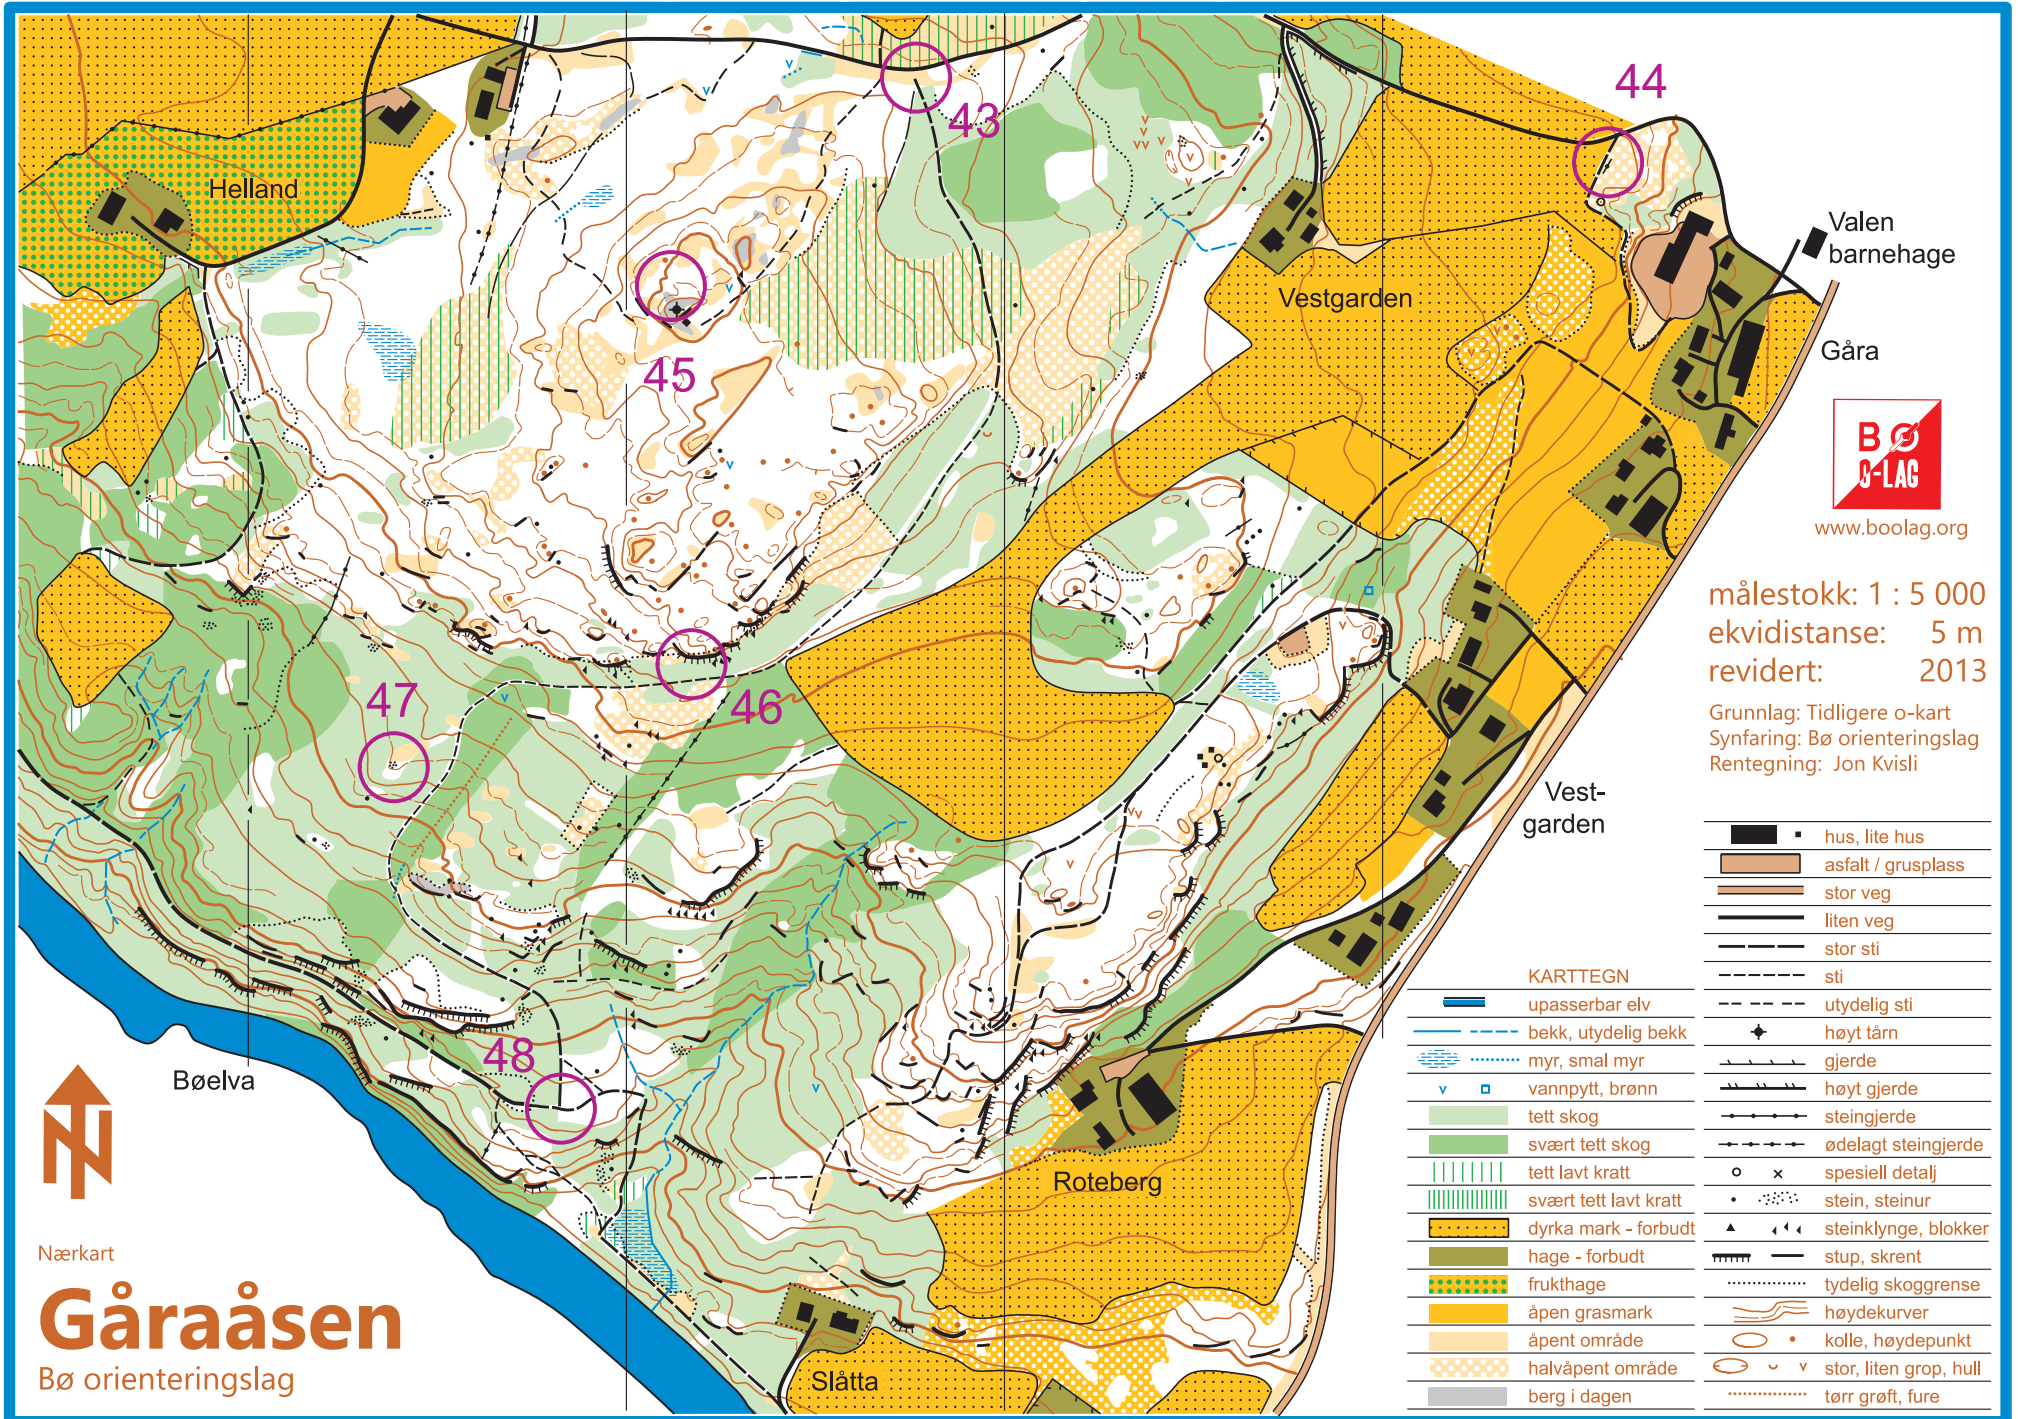 44
43
Helland
Valen
barnehage
Vestgarden
45
Gåra
BØ
O-LAG
www.boolag.org
målestokk: 1 : 5 000
ekvidistanse: 5 m
revidert: 2013
Grunnlag: Tidligere o-kart
Synfaring: Bø orienteringslag
Rentegning: Jon Kvisli
47
46
Vest-
garden
48
Bøelva
Roteberg
Slåtta
N
Nærkart
Gåraåsen
Bø orienteringslag
KARTTEGN
upasserbar elv
bekk, utydelig bekk
myr, smal myr
vannpytt, brønn
tett skog
svært tett skog
tett lavt kratt
svært tett lavt kratt
dyrka mark - forbudt
hage - forbudt
frukthage
åpen grasmark
åpent område
halvåpent område
berg i dagen
hus, lite hus
asfalt / grusplass
stor veg
liten veg
stor sti
sti
utydelig sti
høyt tårn
gjerde
høyt gjerde
steingjerde
ødelagt steingjerde
spesiell detalj
stein, steinur
steinklynge, blokker
stup, skrent
tydelig skoggrense
høydekurver
kolle, høydepunkt
stor, liten grop, hull
tørr grøft, fure